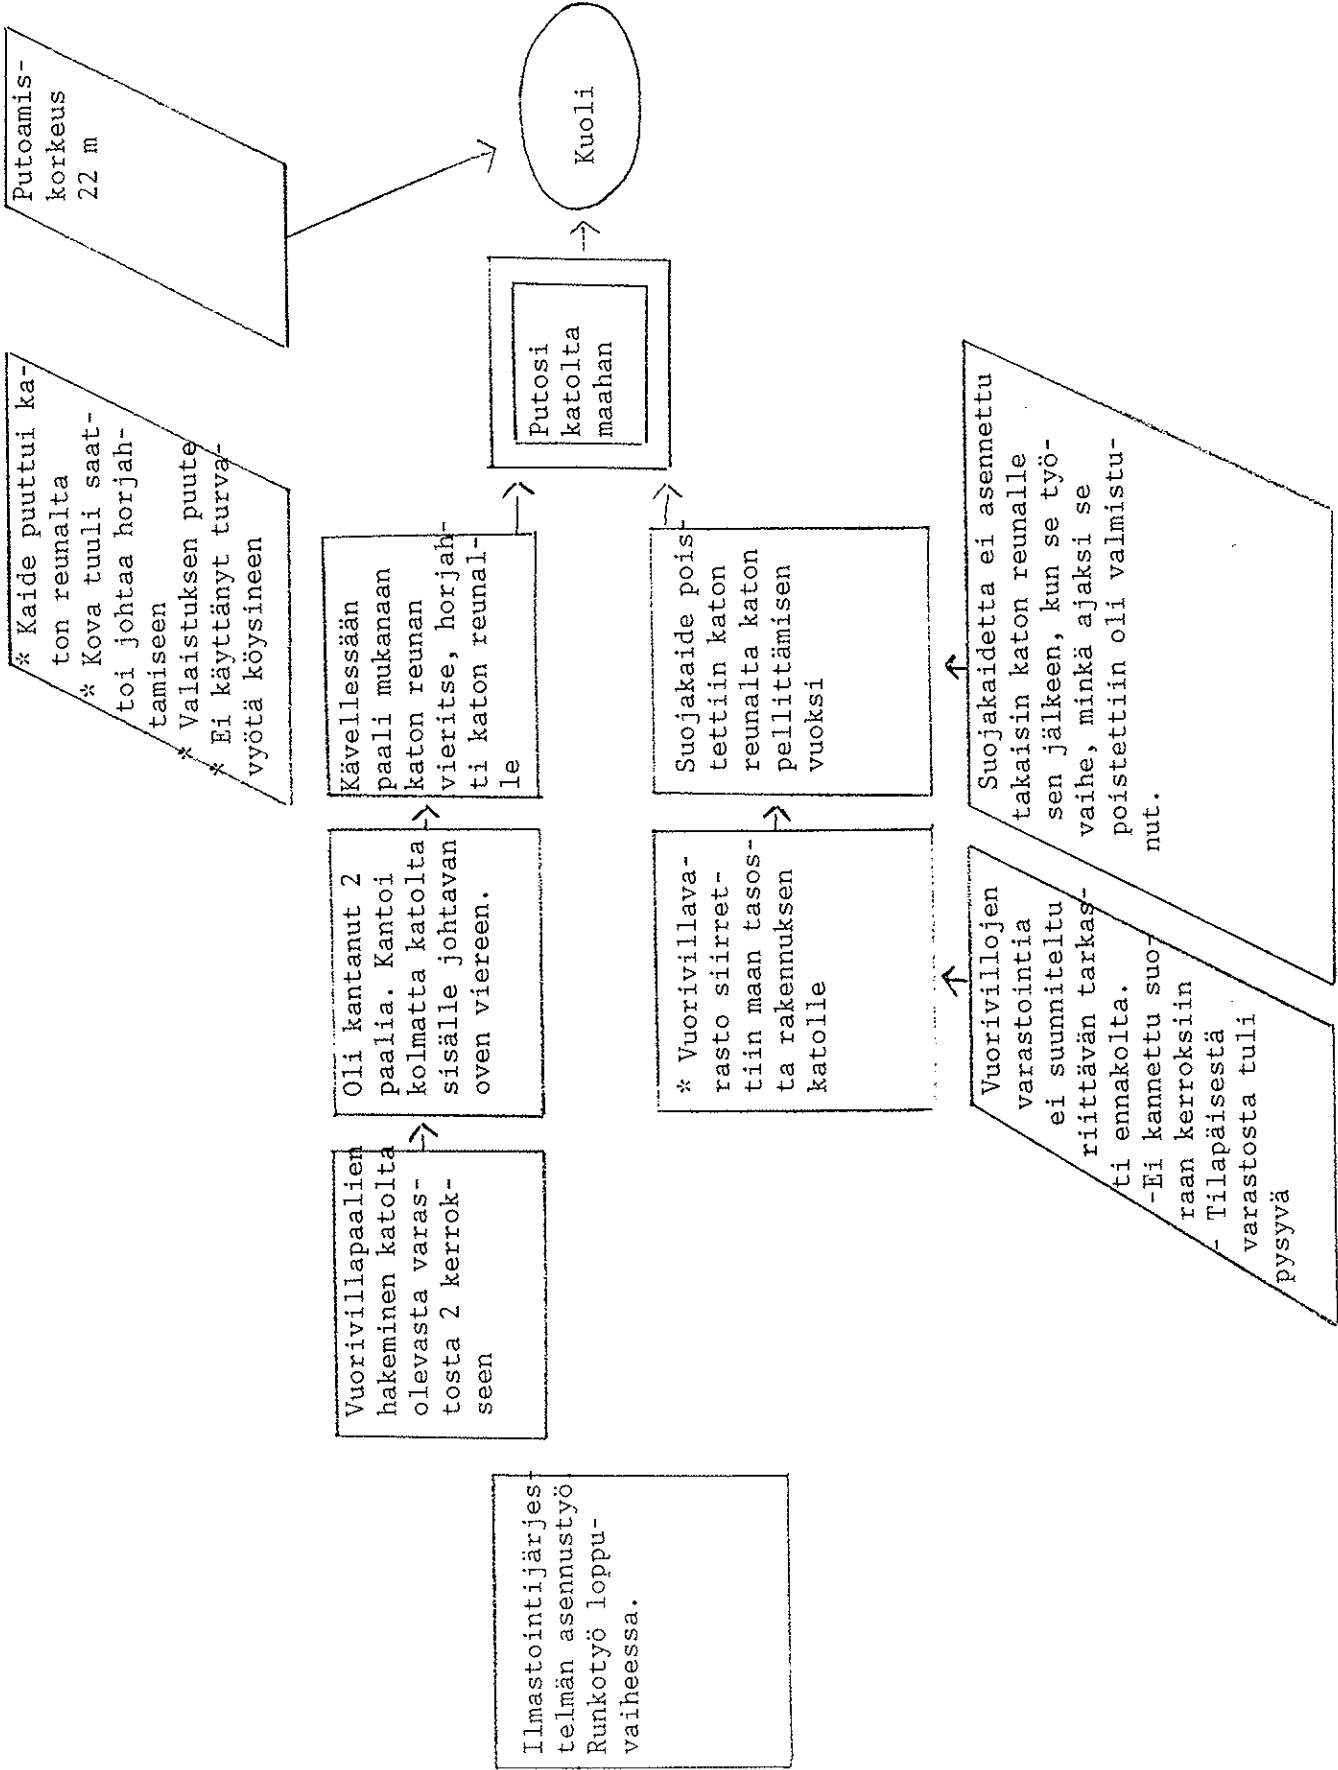 Ilmastointijärjes-
telmän asennustyö
Runkotyö loppu-
vaiheessa.
Vuorivillapaalien
hakeminen katolta
olevasta varas-
tosta 2 kerrok-
seen
Oli kantanut 2
paalia. Kantoi
kolmatta katolta
sisälle johtavan
oven viereen.
Kävellessään
paali mukanaan
katon reunan
vieritse, horjah-
ti katon reunal-
le
* Kaide puuttui ka-
ton reunalta
* Kova tuuli saat-
toi johtaa horjah-
tamiseen
* Valaistuksen puute
* Ei käyttänyt turva-
vyötä köysineen
Putoamis-
korkeus
22 m
* Vuorivillava-
rasto siirret-
tiin maan tasos-
ta rakennuksen
katolle
Suojakaide pois
tettiin katon
reunalta katon
pellittämisen
vuoksi
Putosi
katolta
maahan
Kuoli
Vuorivillojen
varastointia
ei suunniteltu
riittävän tarkas-
ti ennakolta.
-Ei kannettu suo-
raan kerroksiin
- Tilapäisestä
varastosta tuli
pysyvä
Suojakaidetta ei asennettu
takaisin katon reunalle
sen jälkeen, kun se työ-
vaihe, minkä ajaksi se
poistettiin oli valmistu-
nut.